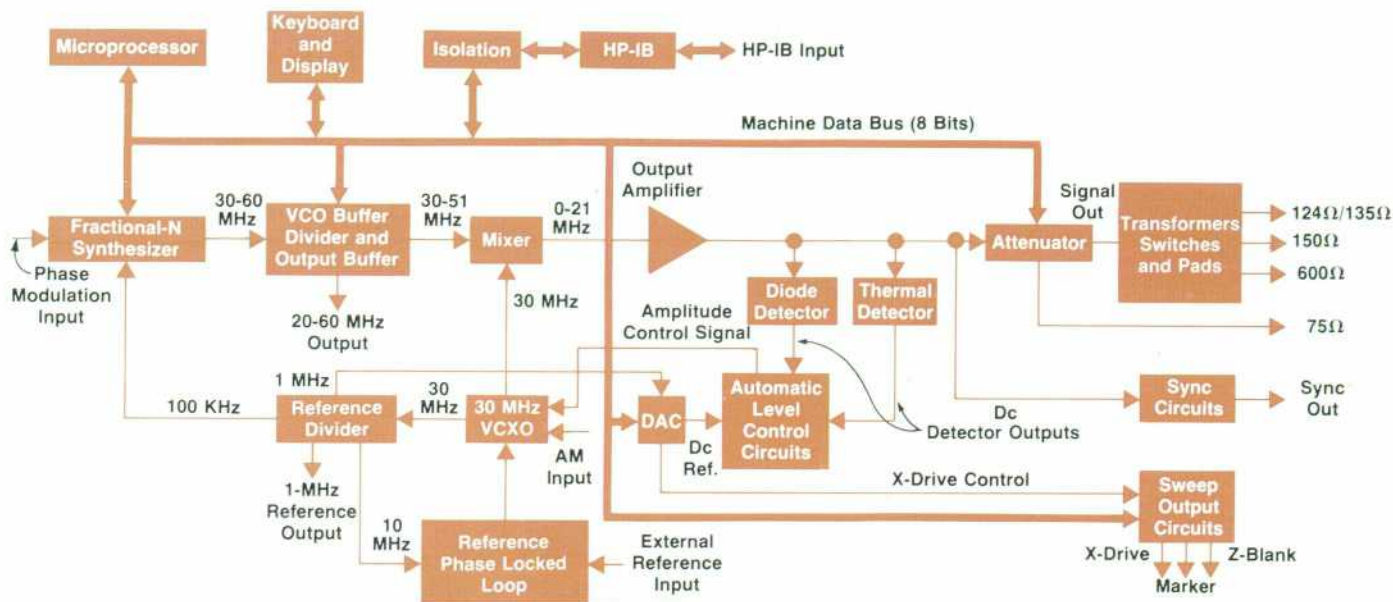 Microprocessor
Keyboard
and
Display
Isolation
HP-IB
HP-IB Input
Machine Data Bus (8 Bits)
Output
Amplifier
Signal
Out
30-60
MHz
30-51
MHz
0-21
MHz
Fractional-N
Synthesizer
VCO Buffer
Divider and
Output Buffer
Mixer
Attenuator
Transformers
Switches
and Pads
124Ω/135Ω
150Ω
600Ω
75Ω
Phase
Modulation
Input
20-60 MHz
Output
30 MHz
Amplitude
Control Signal
Diode
Detector
Thermal
Detector
1 MHz
30
MHz
100 KHz
Reference
Divider
30 MHz
VCXO
DAC
Automatic
Level
Control
Circuits
Sync
Circuits
Sync
Out
Dc
Detector Outputs
AM
Input
Dc
Ref.
1-MHz
Reference
Output
X-Drive Control
10
MHz
Reference
Phase Locked
Loop
External
Reference
Input
Sweep
Output
Circuits
X-Drive
Z-Blank
Marker